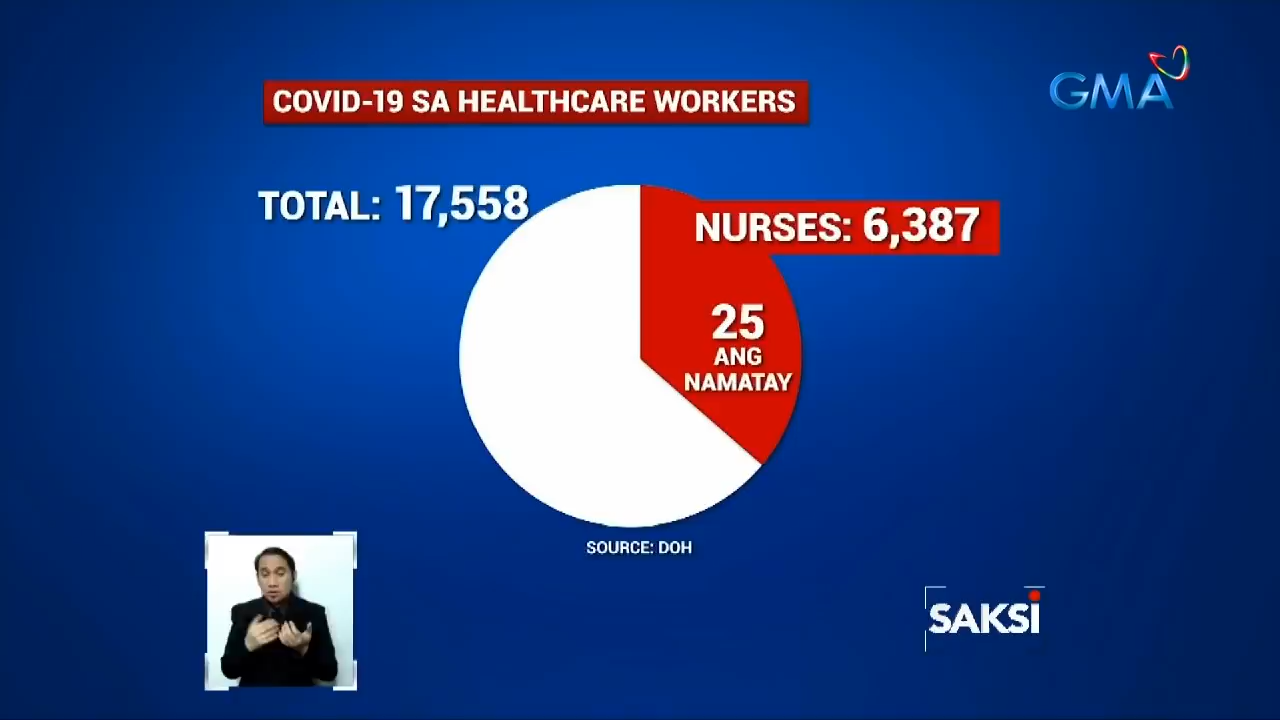 COVID-19 SA HEALTHCARE WORKERS
GMA
TOTAL: 17,558
NURSES: 6,387
25
ANG
NAMATAY
SOURCE: DOH
SAKSI